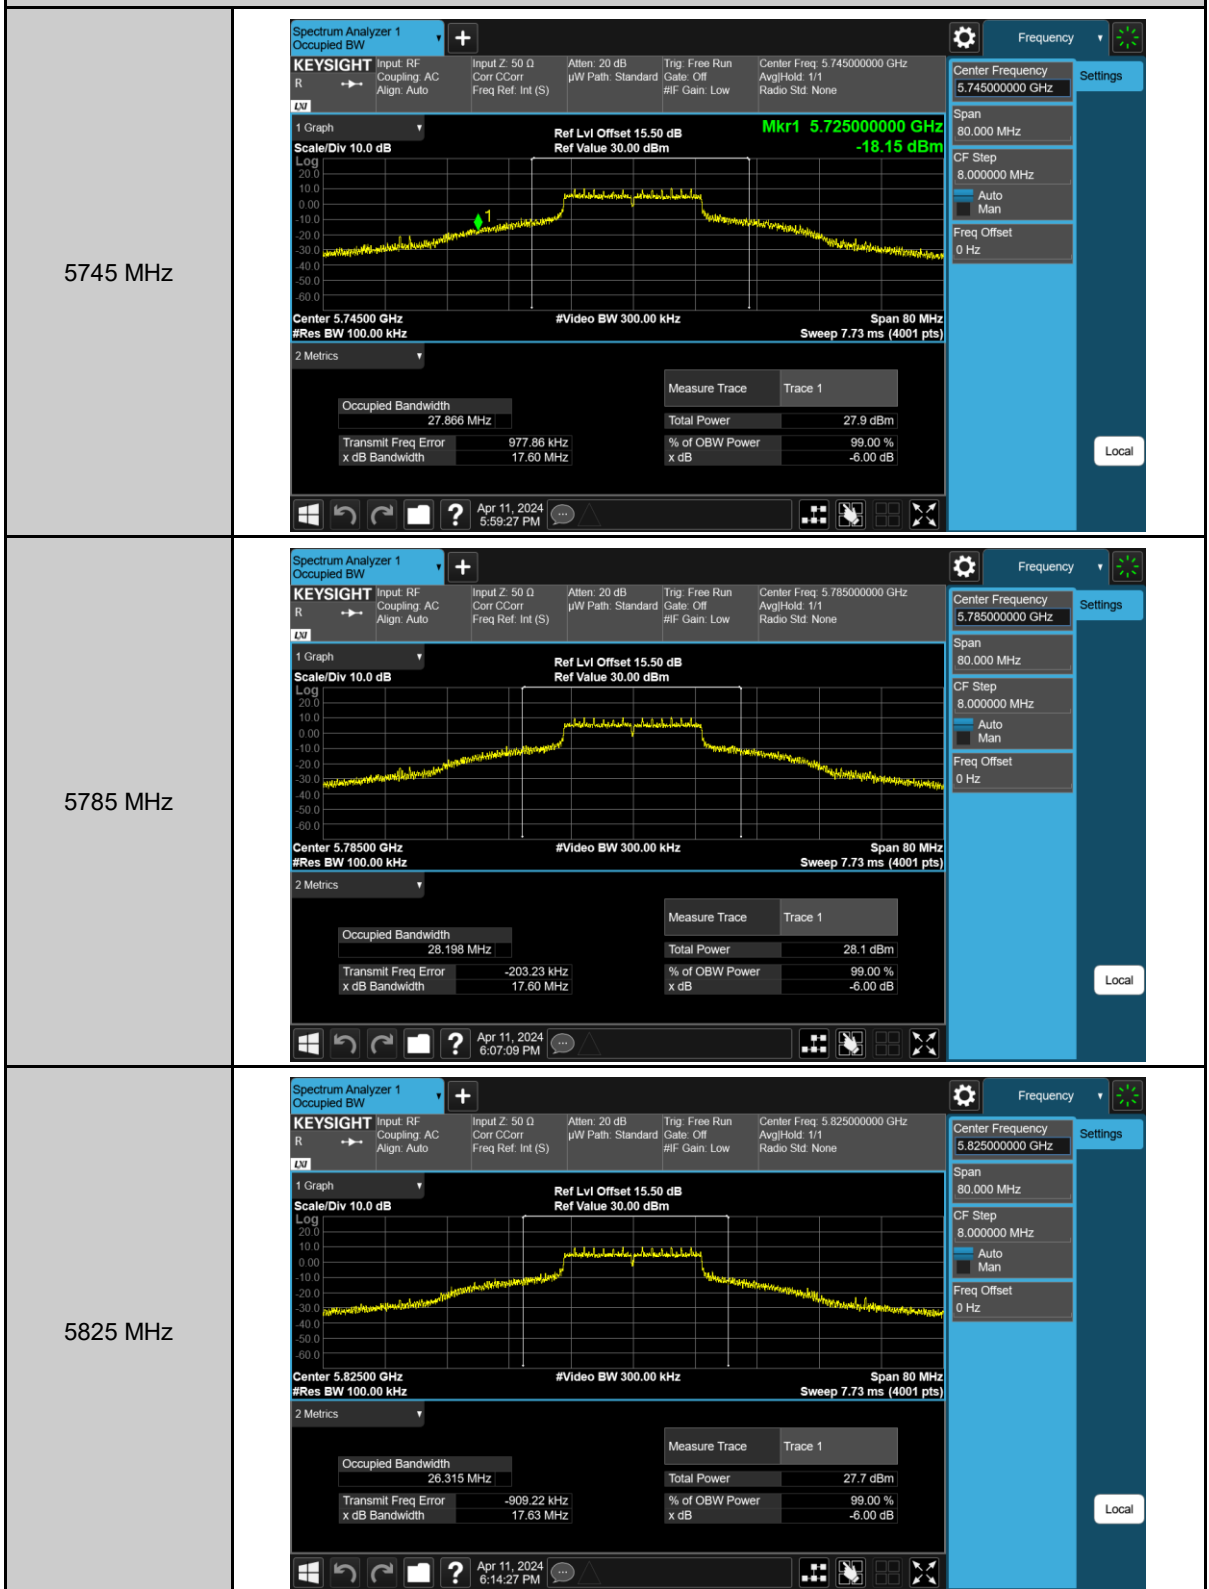 5745 MHz
Spectrum Analyzer 1
Occupied BW
Frequency
KEYSIGHT
R
LXI
Input: RF
Coupling: AC
Align: Auto
Input Z: 50 Ω
Corr CCorr
Freq Ref: Int (S)
Atten: 20 dB
µW Path: Standard
Trig: Free Run
Gate: Off
#IF Gain: Low
Center Freq: 5.745000000 GHz
Avg|Hold: 1/1
Radio Std: None
Center Frequency
5.745000000 GHz
Settings
Span
80.000 MHz
CF Step
8.000000 MHz
Auto
Man
Freq Offset
0 Hz
Local
1 Graph
Scale/Div 10.0 dB
Ref Lvl Offset 15.50 dB
Ref Value 30.00 dBm
Mkr1 5.725000000 GHz
-18.15 dBm
Log
20.0
10.0
0.00
-10.0
-20.0
-30.0
-40.0
-50.0
-60.0
1
Center 5.74500 GHz
#Video BW 300.00 kHz
Span 80 MHz
#Res BW 100.00 kHz
Sweep 7.73 ms (4001 pts)
2 Metrics
Measure Trace Trace 1
Occupied Bandwidth
27.866 MHz
Total Power 27.9 dBm
Transmit Freq Error 977.86 kHz
% of OBW Power 99.00 %
x dB Bandwidth 17.60 MHz
x dB -6.00 dB
?
Apr 11, 2024
5:59:27 PM
5785 MHz
Spectrum Analyzer 1
Occupied BW
Frequency
KEYSIGHT
R
LXI
Input: RF
Coupling: AC
Align: Auto
Input Z: 50 Ω
Corr CCorr
Freq Ref: Int (S)
Atten: 20 dB
µW Path: Standard
Trig: Free Run
Gate: Off
#IF Gain: Low
Center Freq: 5.785000000 GHz
Avg|Hold: 1/1
Radio Std: None
Center Frequency
5.785000000 GHz
Settings
Span
80.000 MHz
CF Step
8.000000 MHz
Auto
Man
Freq Offset
0 Hz
Local
1 Graph
Scale/Div 10.0 dB
Ref Lvl Offset 15.50 dB
Ref Value 30.00 dBm
Log
20.0
10.0
0.00
-10.0
-20.0
-30.0
-40.0
-50.0
-60.0
Center 5.78500 GHz
#Video BW 300.00 kHz
Span 80 MHz
#Res BW 100.00 kHz
Sweep 7.73 ms (4001 pts)
2 Metrics
Measure Trace Trace 1
Occupied Bandwidth
28.198 MHz
Total Power 28.1 dBm
Transmit Freq Error -203.23 kHz
% of OBW Power 99.00 %
x dB Bandwidth 17.60 MHz
x dB -6.00 dB
?
Apr 11, 2024
6:07:09 PM
5825 MHz
Spectrum Analyzer 1
Occupied BW
Frequency
KEYSIGHT
R
LXI
Input: RF
Coupling: AC
Align: Auto
Input Z: 50 Ω
Corr CCorr
Freq Ref: Int (S)
Atten: 20 dB
µW Path: Standard
Trig: Free Run
Gate: Off
#IF Gain: Low
Center Freq: 5.825000000 GHz
Avg|Hold: 1/1
Radio Std: None
Center Frequency
5.825000000 GHz
Settings
Span
80.000 MHz
CF Step
8.000000 MHz
Auto
Man
Freq Offset
0 Hz
Local
1 Graph
Scale/Div 10.0 dB
Ref Lvl Offset 15.50 dB
Ref Value 30.00 dBm
Log
20.0
10.0
0.00
-10.0
-20.0
-30.0
-40.0
-50.0
-60.0
Center 5.82500 GHz
#Video BW 300.00 kHz
Span 80 MHz
#Res BW 100.00 kHz
Sweep 7.73 ms (4001 pts)
2 Metrics
Measure Trace Trace 1
Occupied Bandwidth
26.315 MHz
Total Power 27.7 dBm
Transmit Freq Error -909.22 kHz
% of OBW Power 99.00 %
x dB Bandwidth 17.63 MHz
x dB -6.00 dB
?
Apr 11, 2024
6:14:27 PM